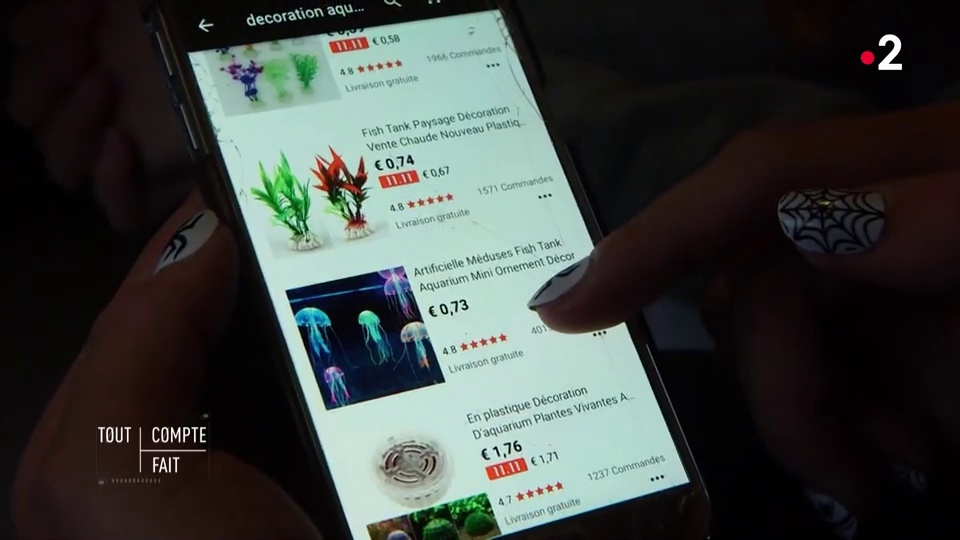 decoration aqu...
2
11.11 € 0,58
4.8
1966 Commandes
Livraison gratuite
Fish Tank Paysage Décoration
Vente Chaude Nouveau Plastiq...
€ 0,74
11.11 € 0,67
4.8
1571 Commandes
Livraison gratuite
Artificielle Méduses Fish Tank
Aquarium Mini Ornement Décor
€ 0,73
4.8
Livraison gratuite
En plastique Décoration
D'aquarium Plantes Vivantes A...
€ 1,76
11.11 € 1,71
4.7
1237 Commandes
Livraison gratuite
TOUT COMPTE
FAIT